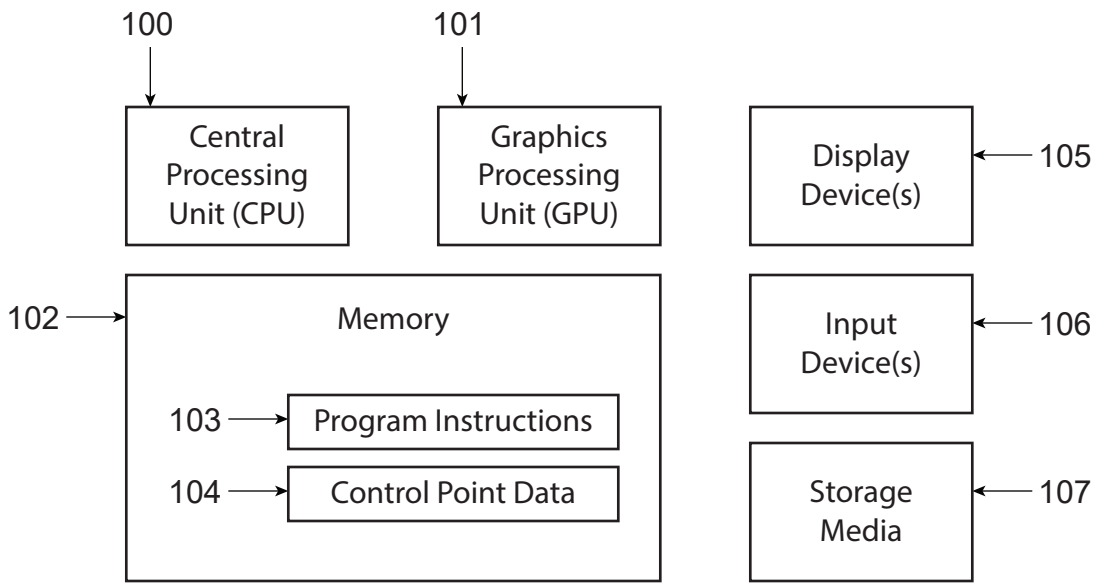 100
101
Central
Processing
Unit (CPU)
Graphics
Processing
Unit (GPU)
Display
Device(s)
105
102
Memory
Input
Device(s)
106
103
Program Instructions
104
Control Point Data
Storage
Media
107